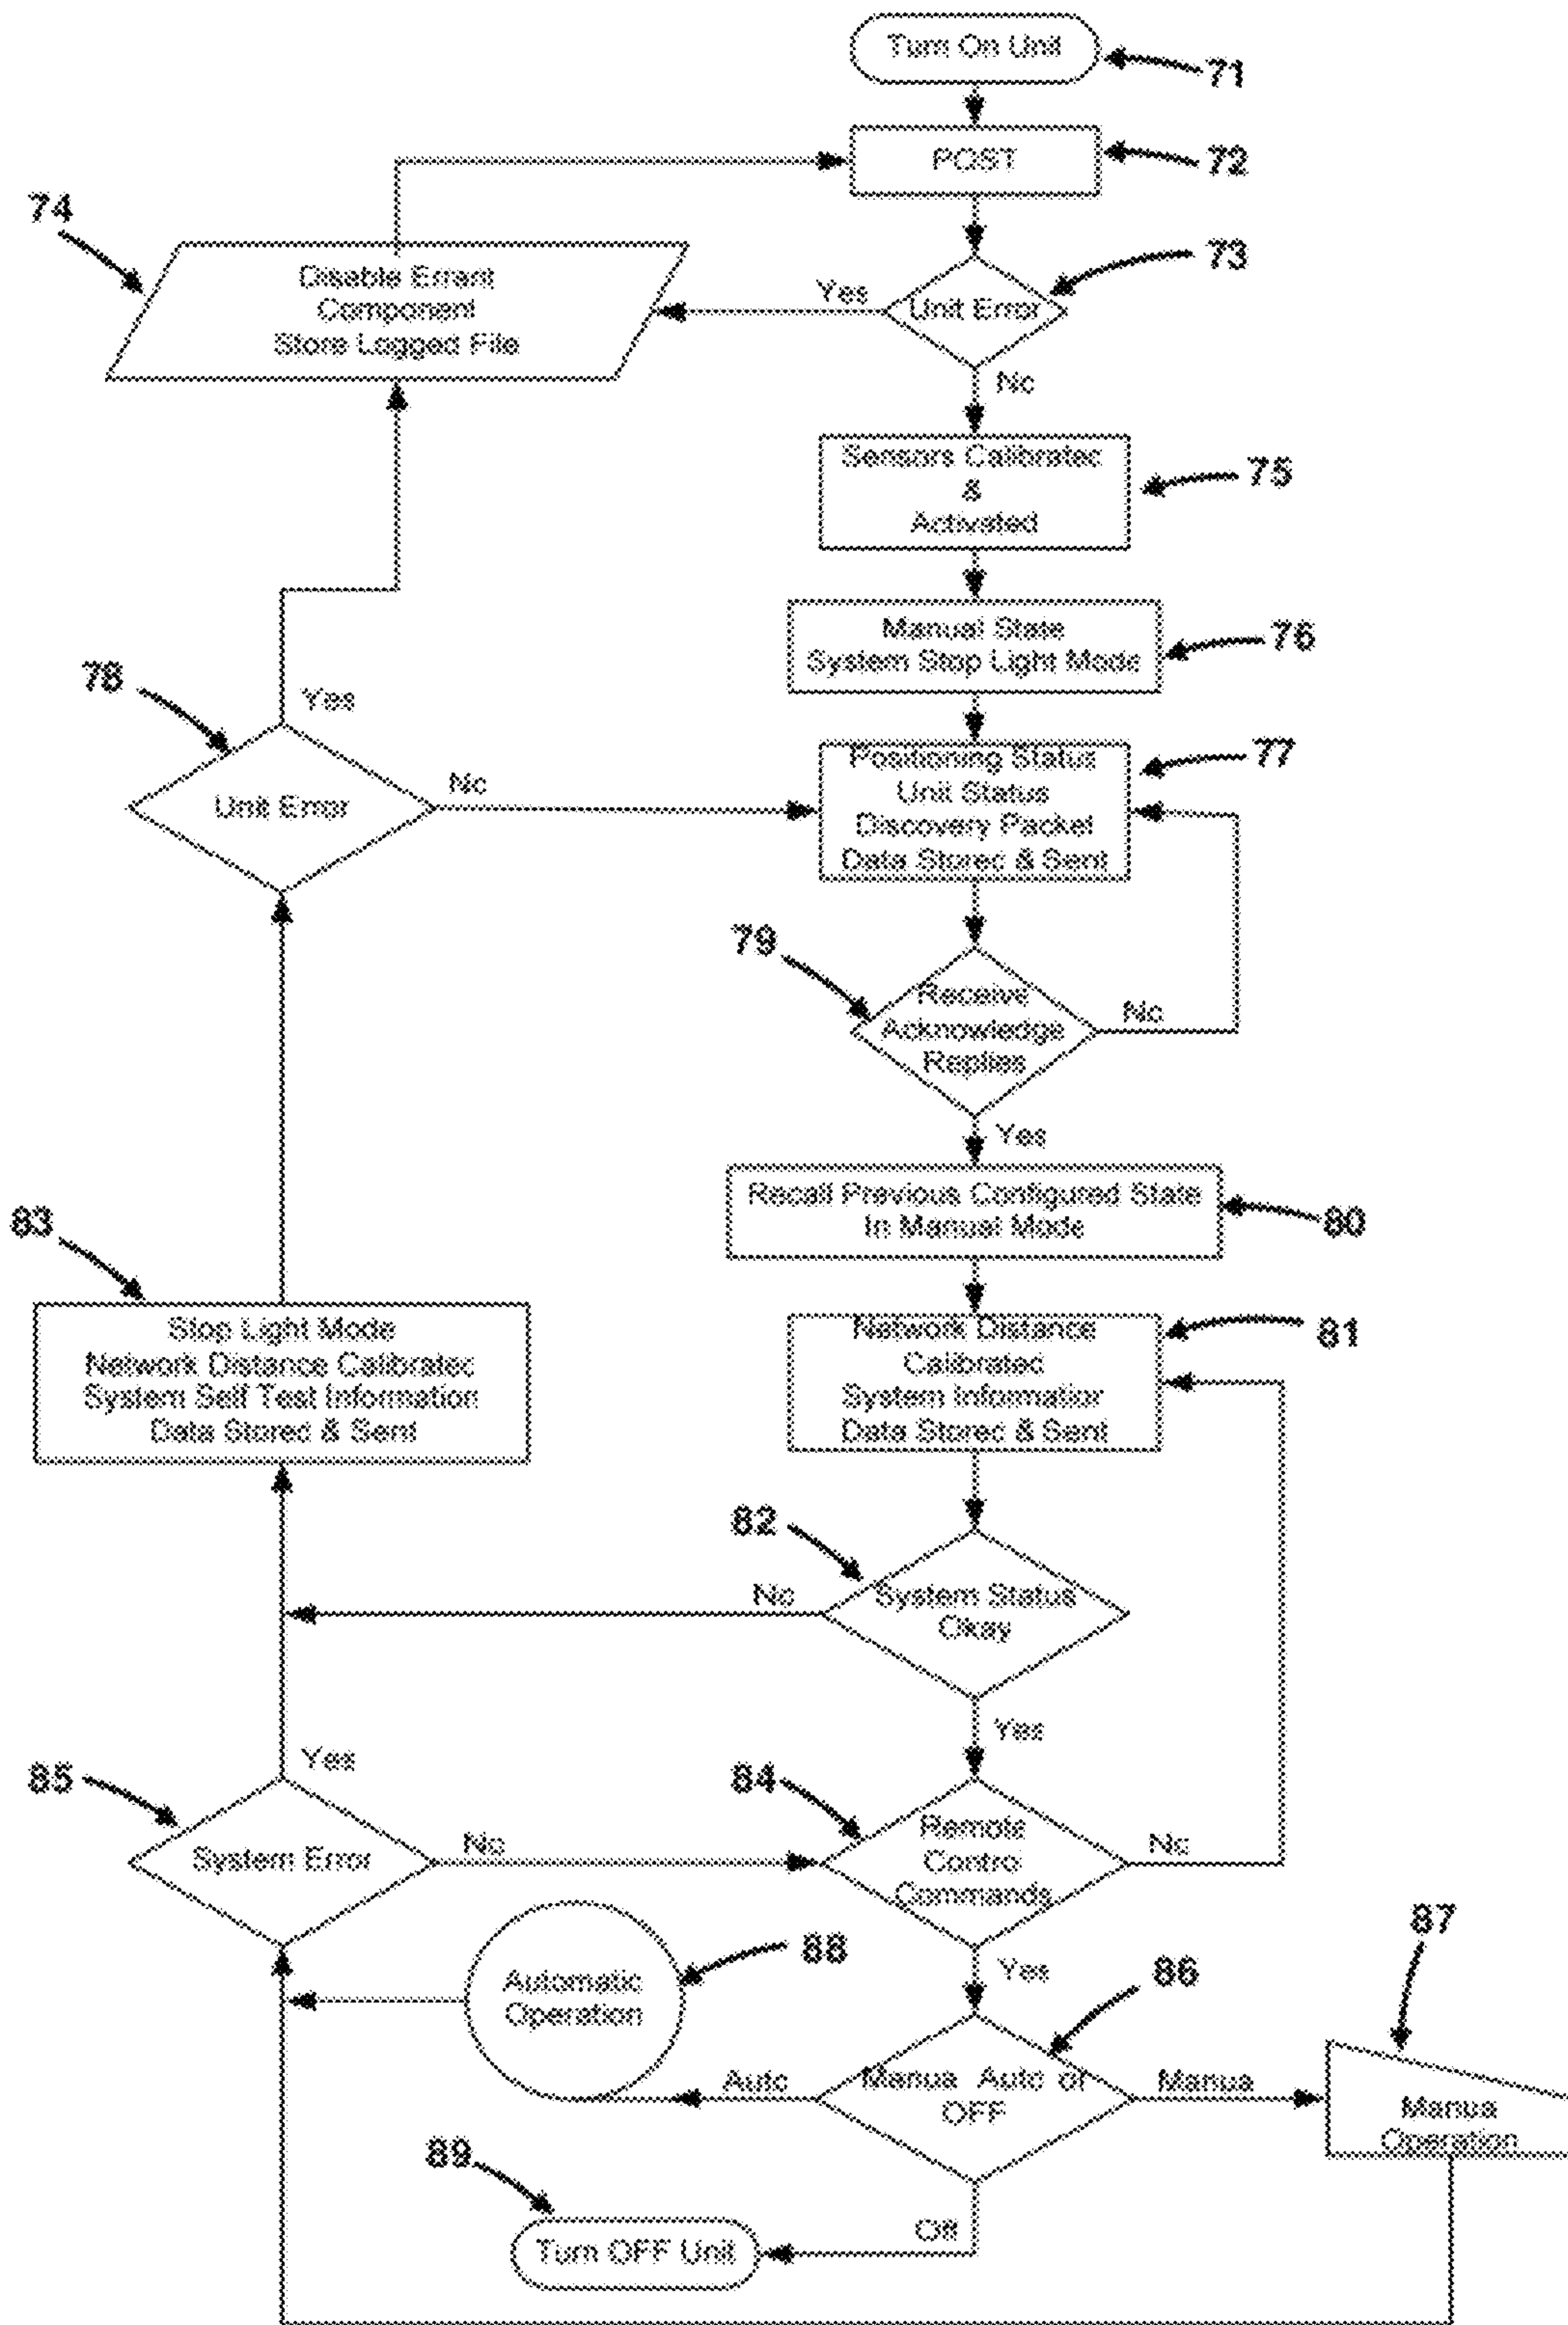 Turn On Unit
71
POST
72
74
Disable Errant
Component
Store Logged File
Yes
Unit Error
73
No
Sensors Calibrated
&
Activated
75
Manual State
System Stop Light Mode
76
78
Yes
Unit Error
No
Positioning Status
Unit Status
Discovery Packet
Data Stored & Sent
77
79
Receive
Acknowledge
Replies
No
Yes
Recall Previous Configured State
In Manual Mode
80
83
Stop Light Mode
Network Distance Calibrated
System Self Test Information
Data Stored & Sent
Network Distance
Calibrated
System Information
Data Stored & Sent
81
82
No
System Status
Okay
Yes
85
Yes
System Error
No
84
Remote
Control
Commands
No
Yes
Automatic
Operation
88
86
87
Auto
Manua Auto or
OFF
Manua
Manua
Operation
89
Off
Turn OFF Unit